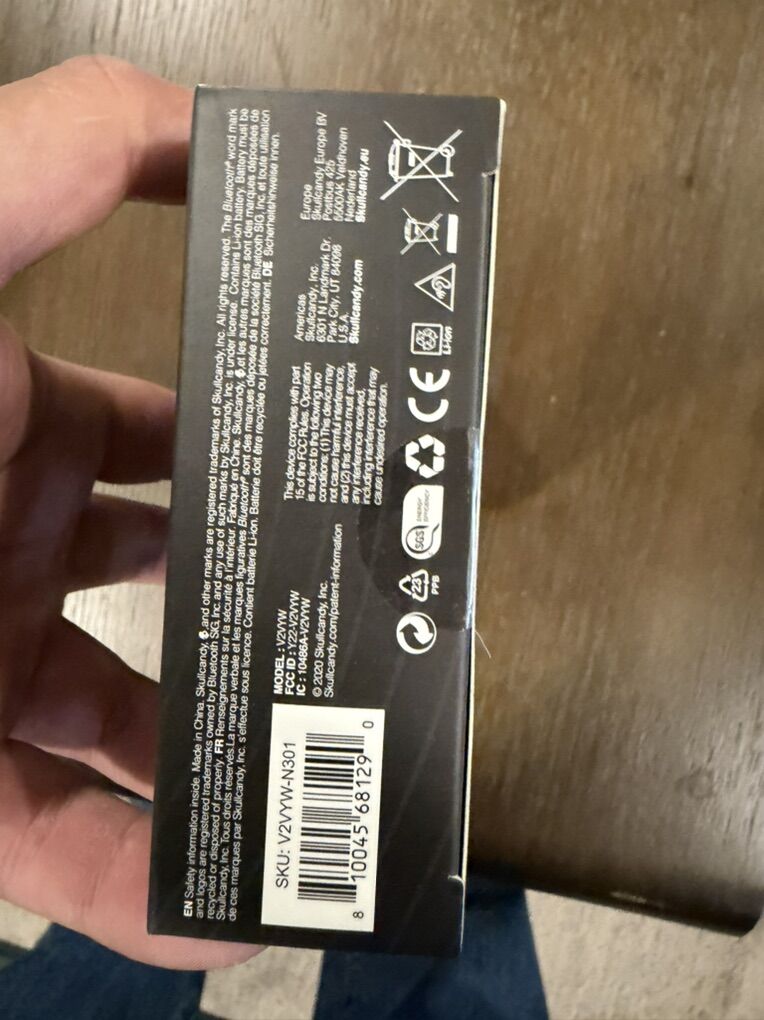 EN Safety information inside. Made in China. Skullcandy, and other marks are registered trademarks of Skullcandy, Inc. All rights reserved. The Bluetooth® word mark
and logos are registered trademarks owned by Bluetooth SIG, Inc. and any use of such marks by Skullcandy, Inc. is under license. Contains Li-ion battery. Battery must be
recycled or disposed of properly. FR Renseignements sur la sécurité à l'intérieur. Fabriqué en Chine. Skullcandy, et les autres marques sont des marques déposées de
Skullcandy, Inc. Tous droits réservés.La marque verbale et les marques figuratives Bluetooth® sont des marques déposées de la société Bluetooth SIG, Inc. et toute utilisation
de ces marques par Skullcandy, Inc. s'effectue sous licence. Contient batterie Li-ion. Batterie doit être recyclée ou jetées correctement. DE Sicherheitshinweise innen.
SKU: V2VYW-N301
8 10045 68129 0
MODEL : V2VYW
FCC ID : Y22-V2VYW
IC : 10486A-V2VYW
© 2020 Skullcandy, Inc.
Skullcandy.com/patent-information
This device complies with part
15 of the FCC Rules. Operation
is subject to the following two
conditions: (1) This device may
not cause harmful interference,
and (2) this device must accept
any interference received,
including interference that may
cause undesired operation.
Americas
Skullcandy, Inc.
6301 N Landmark Dr.
Park City, UT 84098
U.S.A.
Skullcandy.com
Europe
Skullcandy Europe BV
Postbus 425
5500AK Veldhoven
Nederland
Skullcandy.eu
PPB
SGS ENERGY
EFFICIENCY
CE
Li-ion